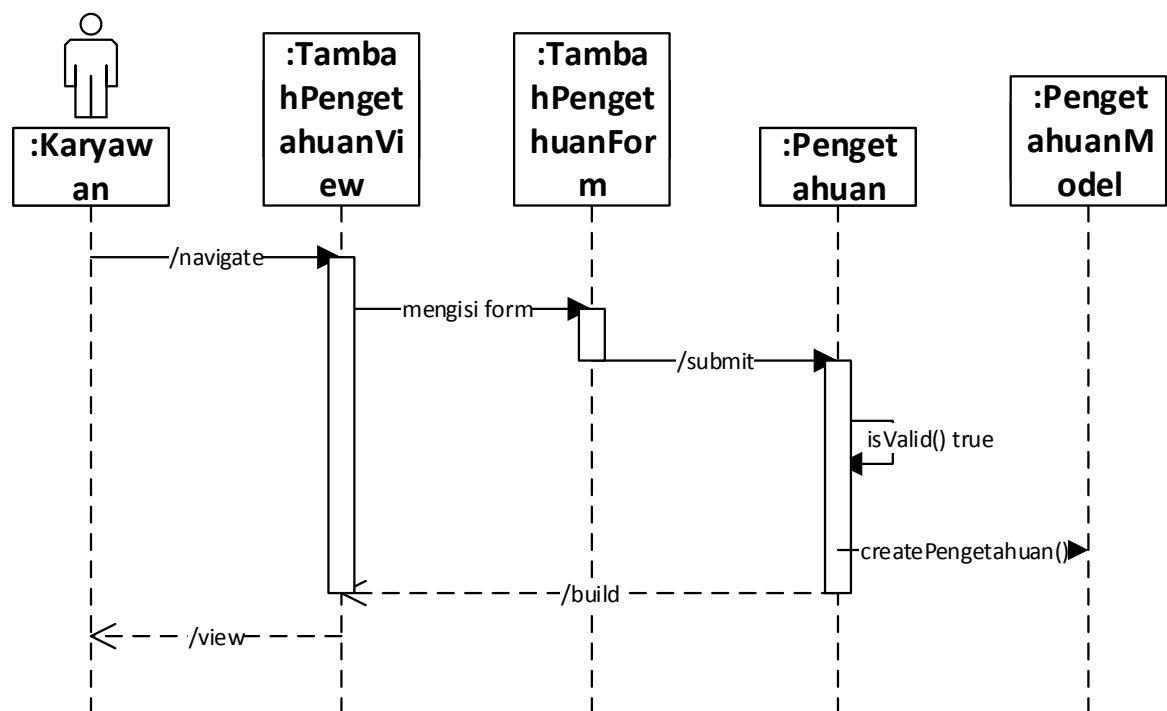 :Tamba
hPenget
ahuanVi
ew
:Tamba
hPenget
huanFor
m
:Penget
ahuanM
odel
:Karyaw
an
:Penget
ahuan
/navigate
mengisi form
/submit
isValid() true
createPengetahuan()
/build
/view